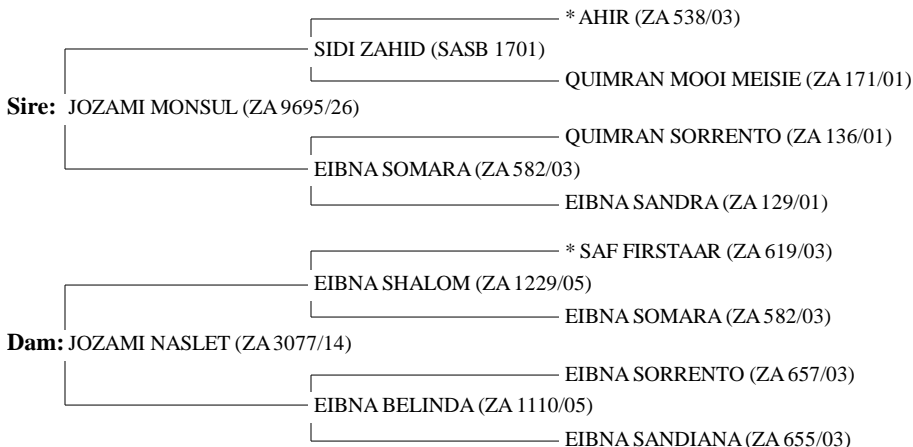 * AHIR (ZA 538/03)
SIDI ZAHID (SASB 1701)
QUIMRAN MOOI MEISIE (ZA 171/01)
Sire: JOZAMI MONSUL (ZA 9695/26)
QUIMRAN SORRENTO (ZA 136/01)
EIBNA SOMARA (ZA 582/03)
EIBNA SANDRA (ZA 129/01)
* SAF FIRSTAAR (ZA 619/03)
EIBNA SHALOM (ZA 1229/05)
EIBNA SOMARA (ZA 582/03)
Dam: JOZAMI NASLET (ZA 3077/14)
EIBNA SORRENTO (ZA 657/03)
EIBNA BELINDA (ZA 1110/05)
EIBNA SANDIANA (ZA 655/03)